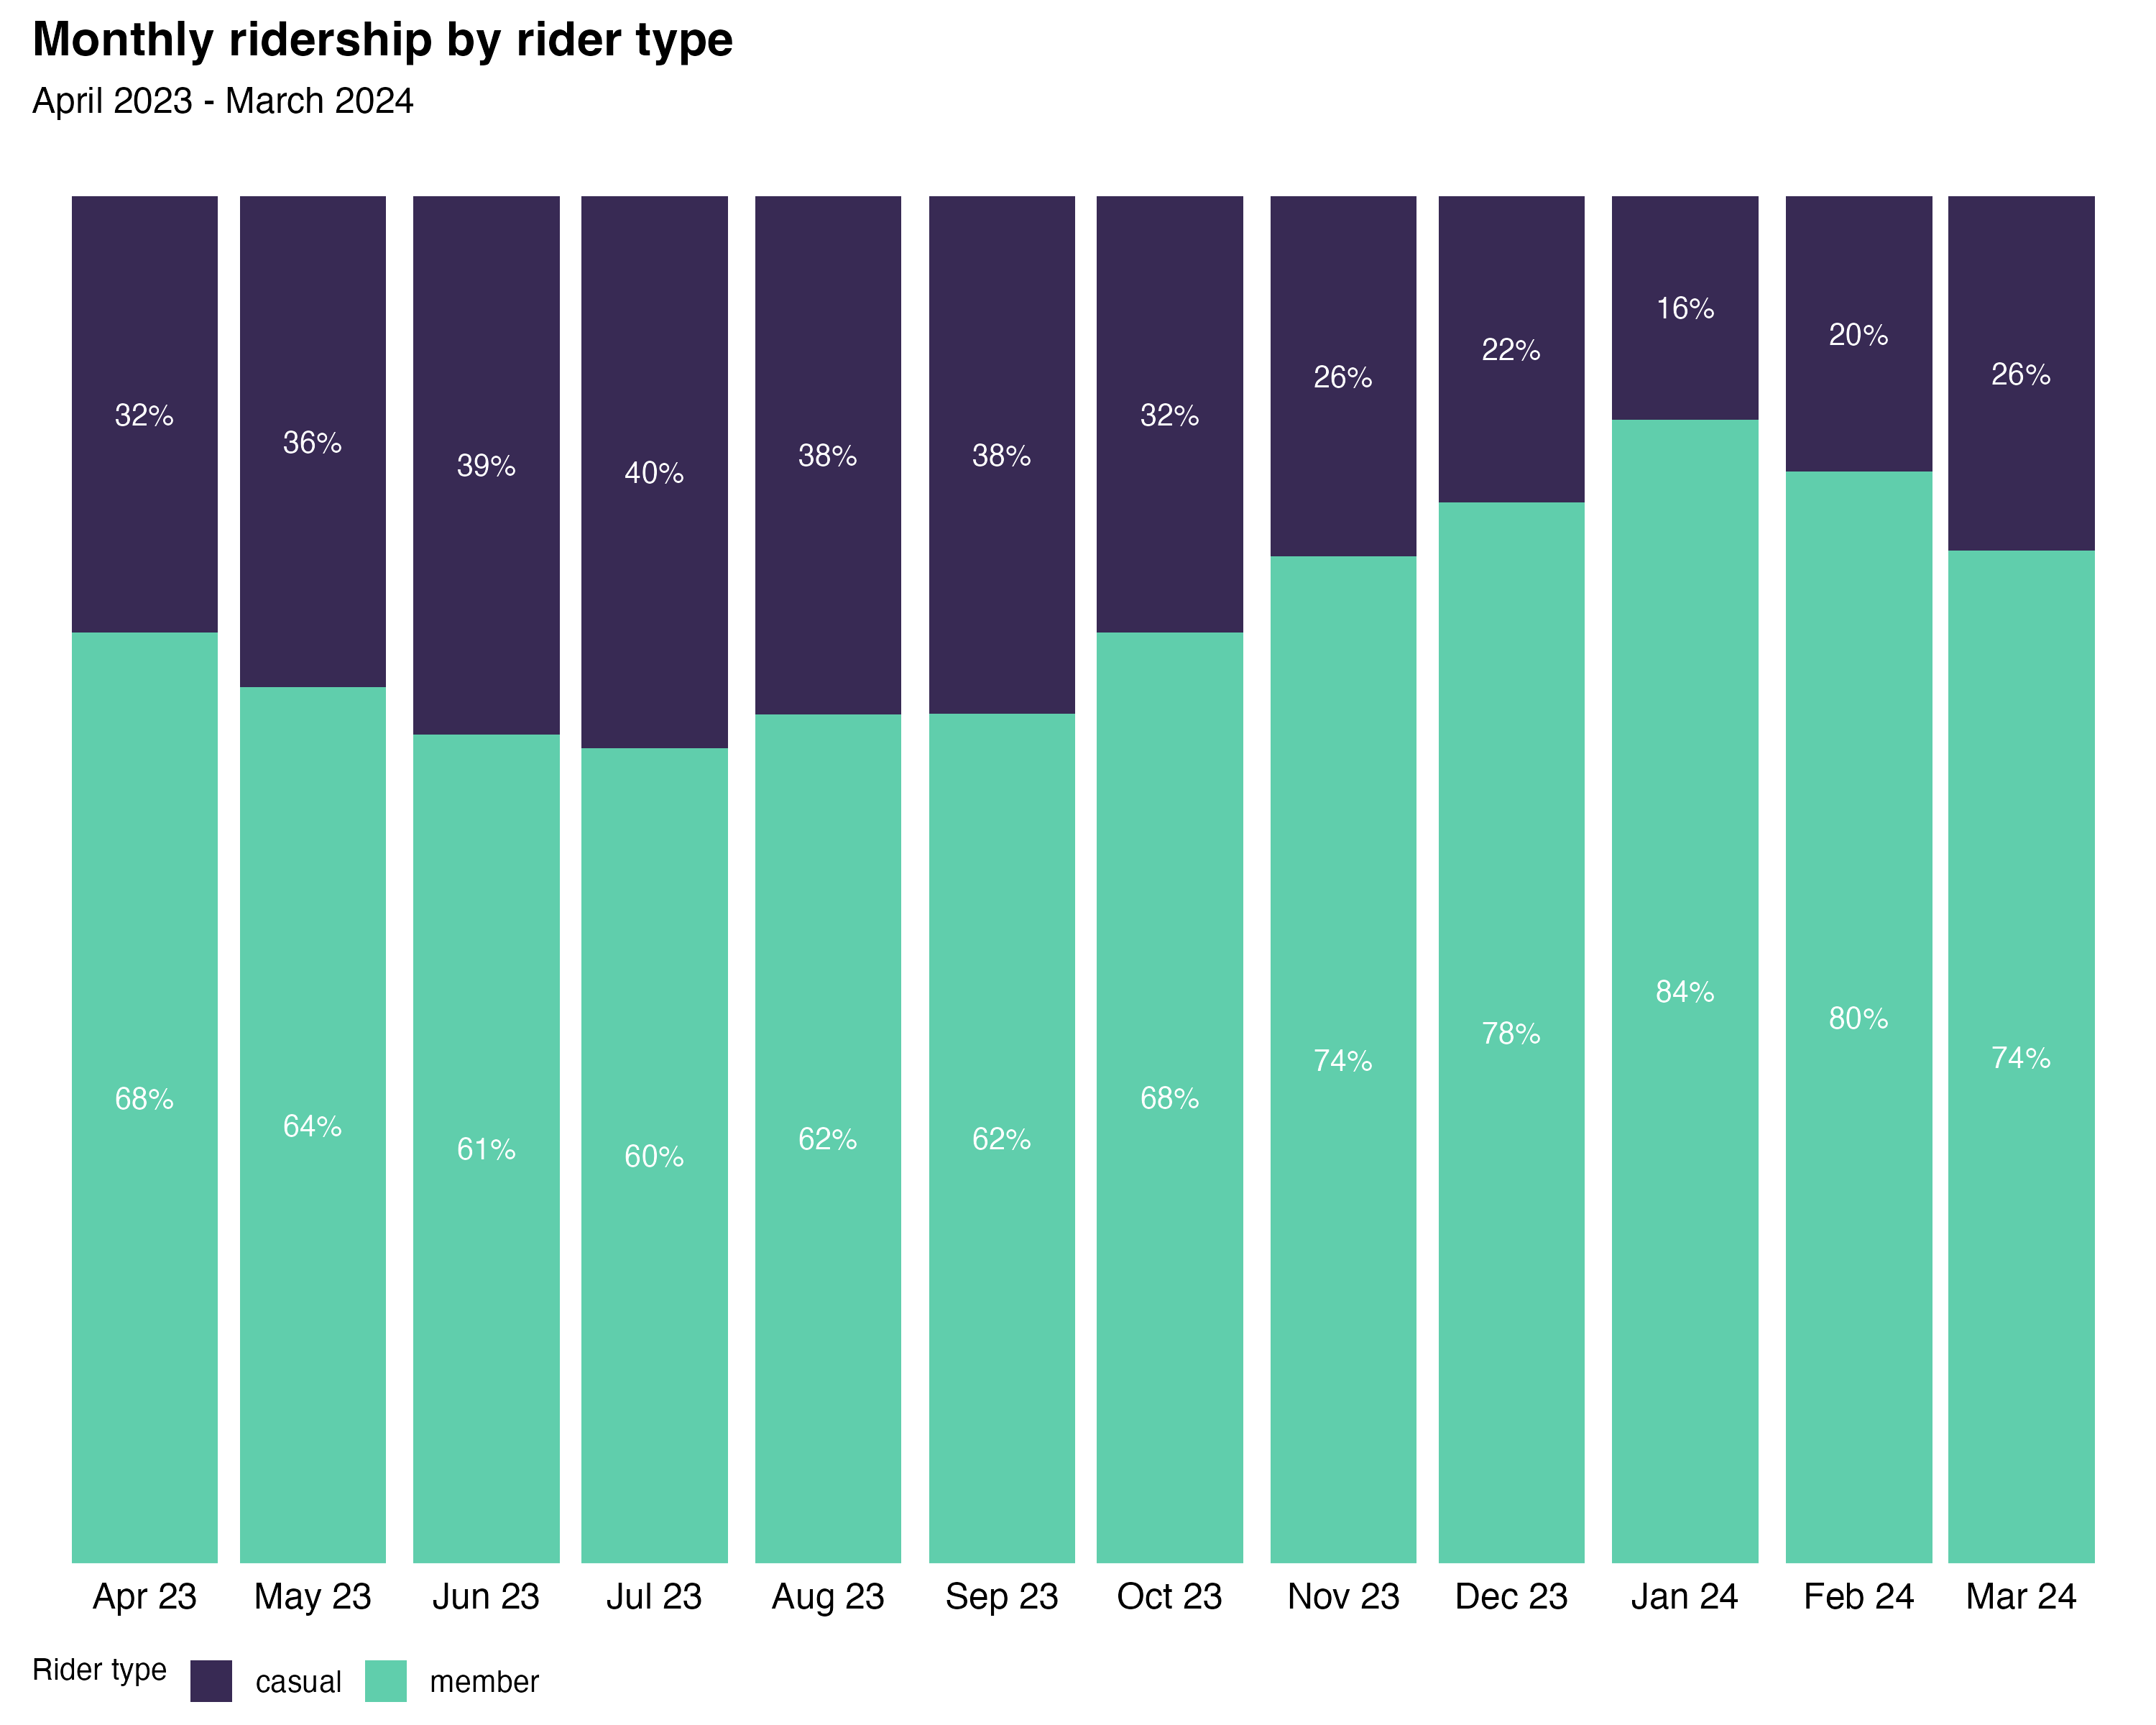 Monthly ridership by rider type
April 2023 - March 2024
32% 36% 39% 40% 38% 38% 32% 26% 22% 16% 20% 26%
68% 64% 61% 60% 62% 62% 68% 74% 78% 84% 80% 74%
Apr 23 May 23 Jun 23 Jul 23 Aug 23 Sep 23 Oct 23 Nov 23 Dec 23 Jan 24 Feb 24 Mar 24
Rider type casual member